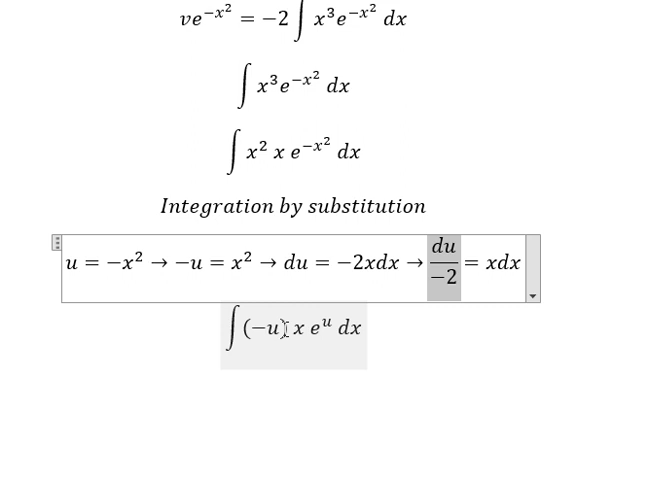 ve^{-x^2} = -2 ∫ x^3 e^{-x^2} dx
∫ x^3 e^{-x^2} dx
∫ x^2 x e^{-x^2} dx
Integration by substitution
u = -x^2 → -u = x^2 → du = -2xdx → \frac{du}{-2} = xdx
∫ (-u) x e^u dx